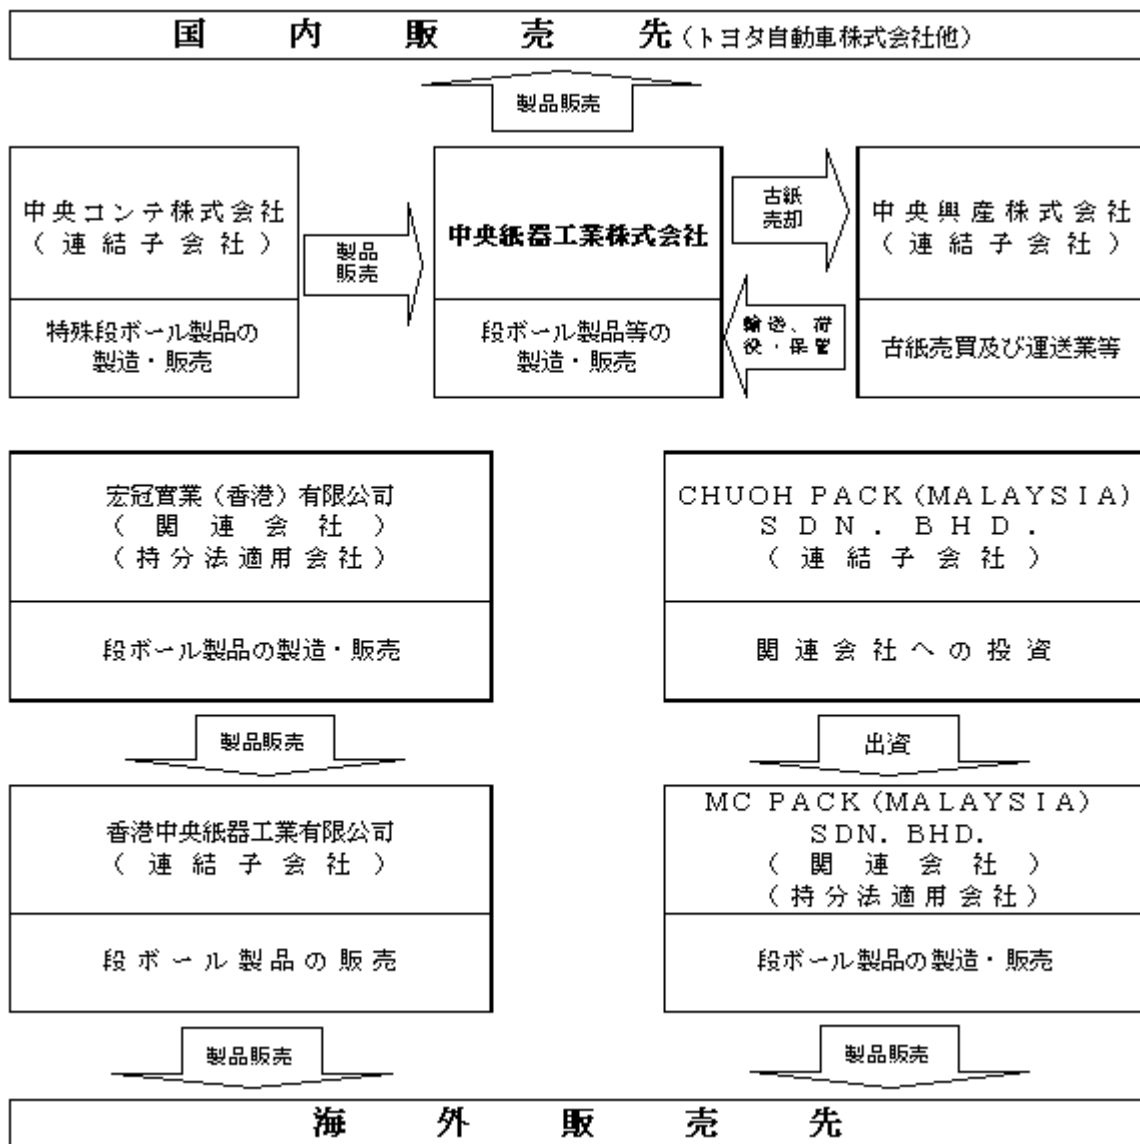 国内販売先(トヨタ自動車株式会社他)
製品販売
中央コンテ株式会社
(連結子会社)
特殊段ボール製品の
製造・販売
製品
販売
中央紙器工業株式会社
段ボール製品等の
製造・販売
古紙
売却
輸送、荷
役・保管
中央興産株式会社
(連結子会社)
古紙売買及び運送業等
宏冠實業(香港)有限公司
(関連会社)
(持分法適用会社)
段ボール製品の製造・販売
製品販売
香港中央紙器工業有限公司
(連結子会社)
段ボール製品の販売
製品販売
CHUOH PACK(MALAYSIA)
SDN.BHD.
(連結子会社)
関連会社への投資
出資
MC PACK(MALAYSIA)
SDN.BHD.
(関連会社)
(持分法適用会社)
段ボール製品の製造・販売
製品販売
海外販売先